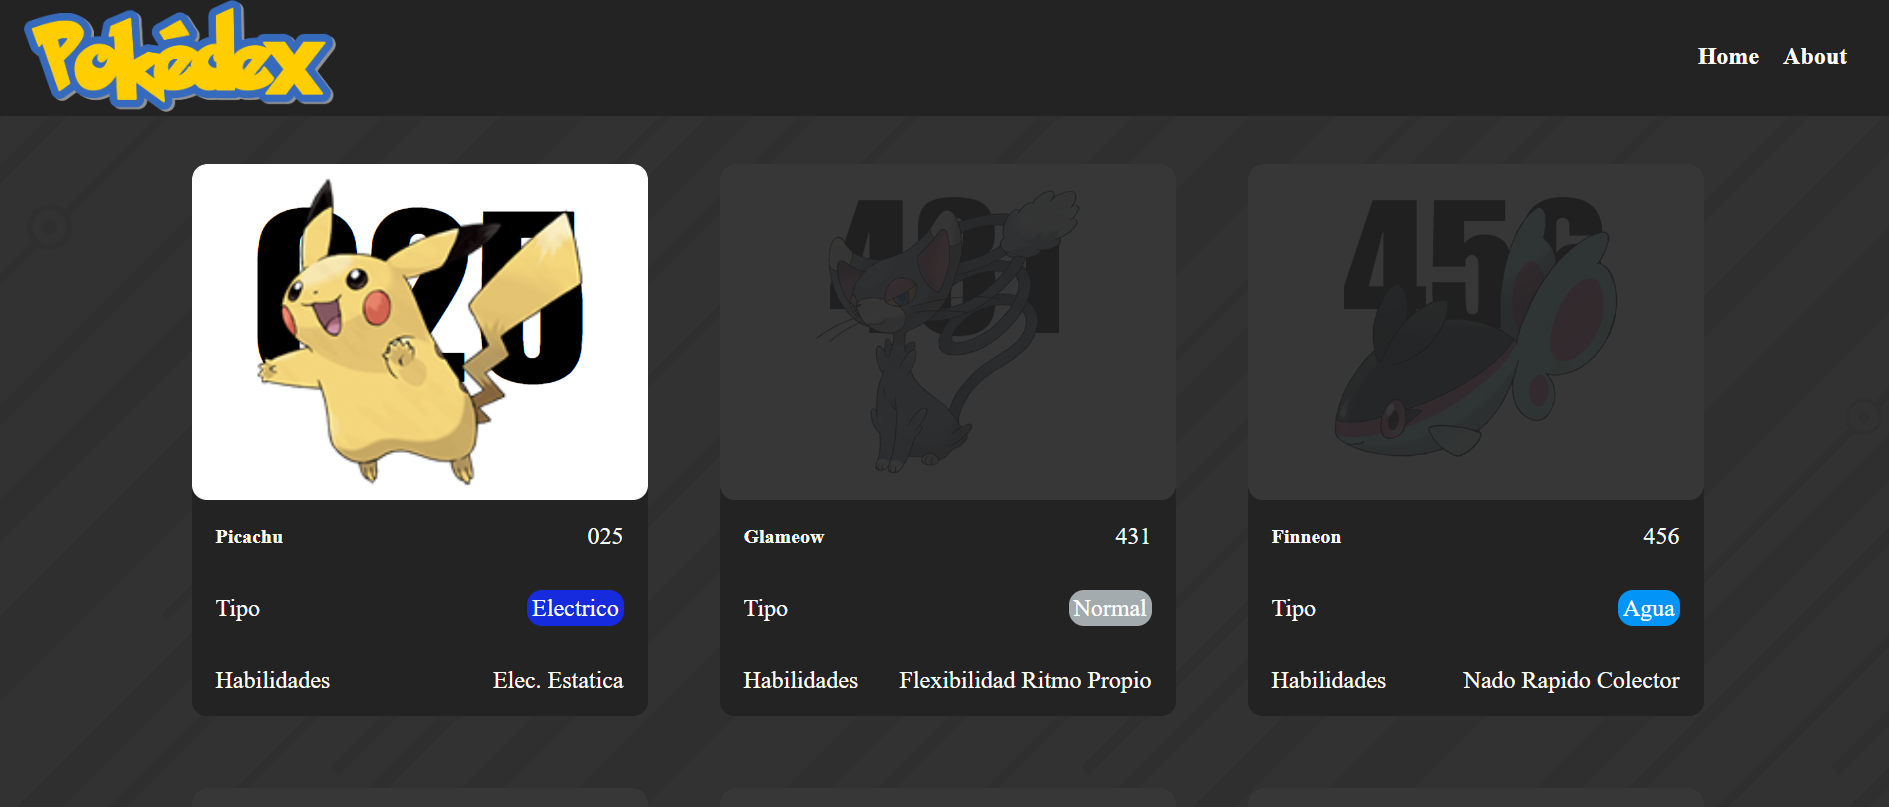 Pokédex
Home About
025
431
456
Picachu 025
Glameow 431
Finneon 456
Tipo Electrico
Tipo Normal
Tipo Agua
Habilidades Elec. Estatica
Habilidades Flexibilidad Ritmo Propio
Habilidades Nado Rapido Colector